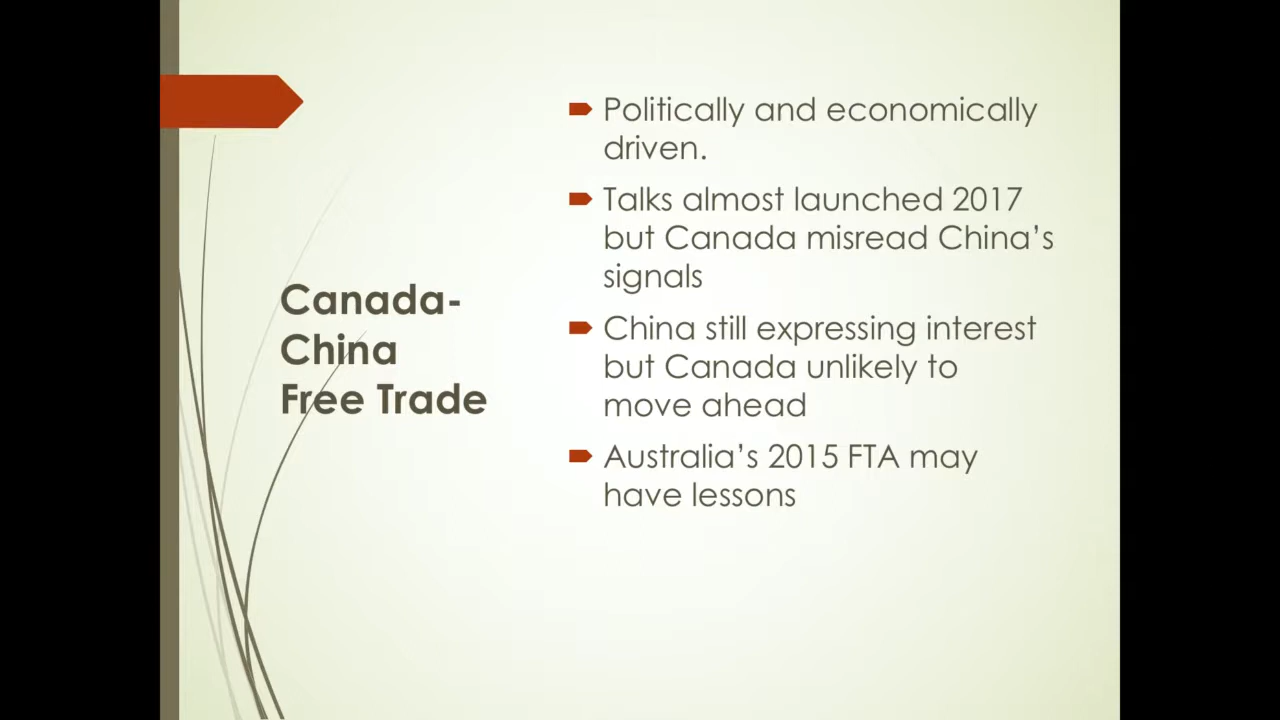 Canada-
China
Free Trade
Politically and economically
driven.
Talks almost launched 2017
but Canada misread China’s
signals
China still expressing interest
but Canada unlikely to
move ahead
Australia’s 2015 FTA may
have lessons